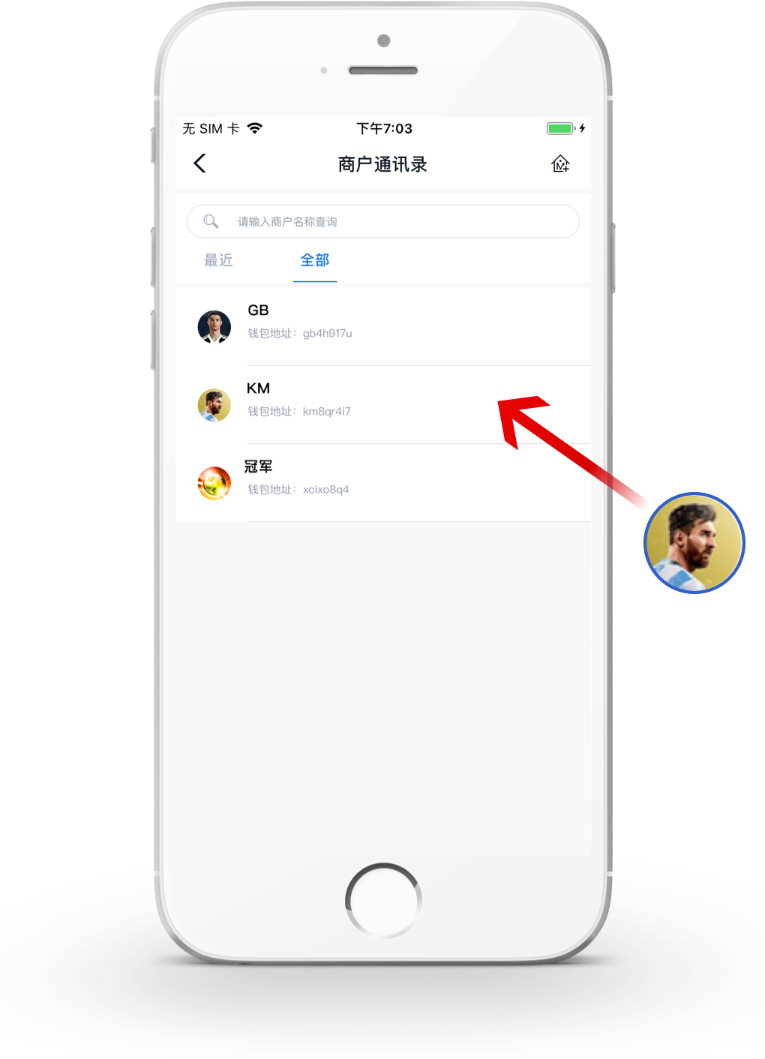 无 SIM 卡 下午7:03
商户通讯录
请输入商户名称查询
最近 全部
GB
钱包地址：gb4h917u
KM
钱包地址：km8qr4i7
冠军
钱包地址：xcixo8q4